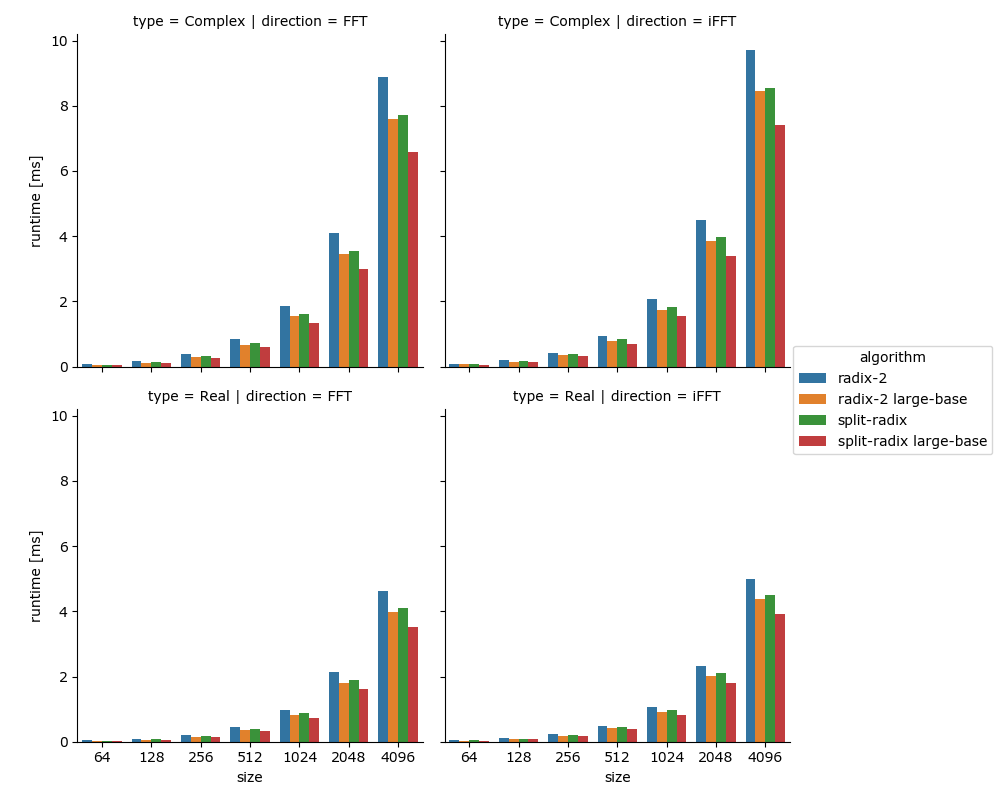 type = Complex | direction = FFT
type = Complex | direction = iFFT
10
8
6
4
2
0
runtime [ms]
algorithm
radix-2
radix-2 large-base
split-radix
split-radix large-base
type = Real | direction = FFT
type = Real | direction = iFFT
10
8
6
4
2
0
runtime [ms]
64 128 256 512 1024 2048 4096
64 128 256 512 1024 2048 4096
size
size